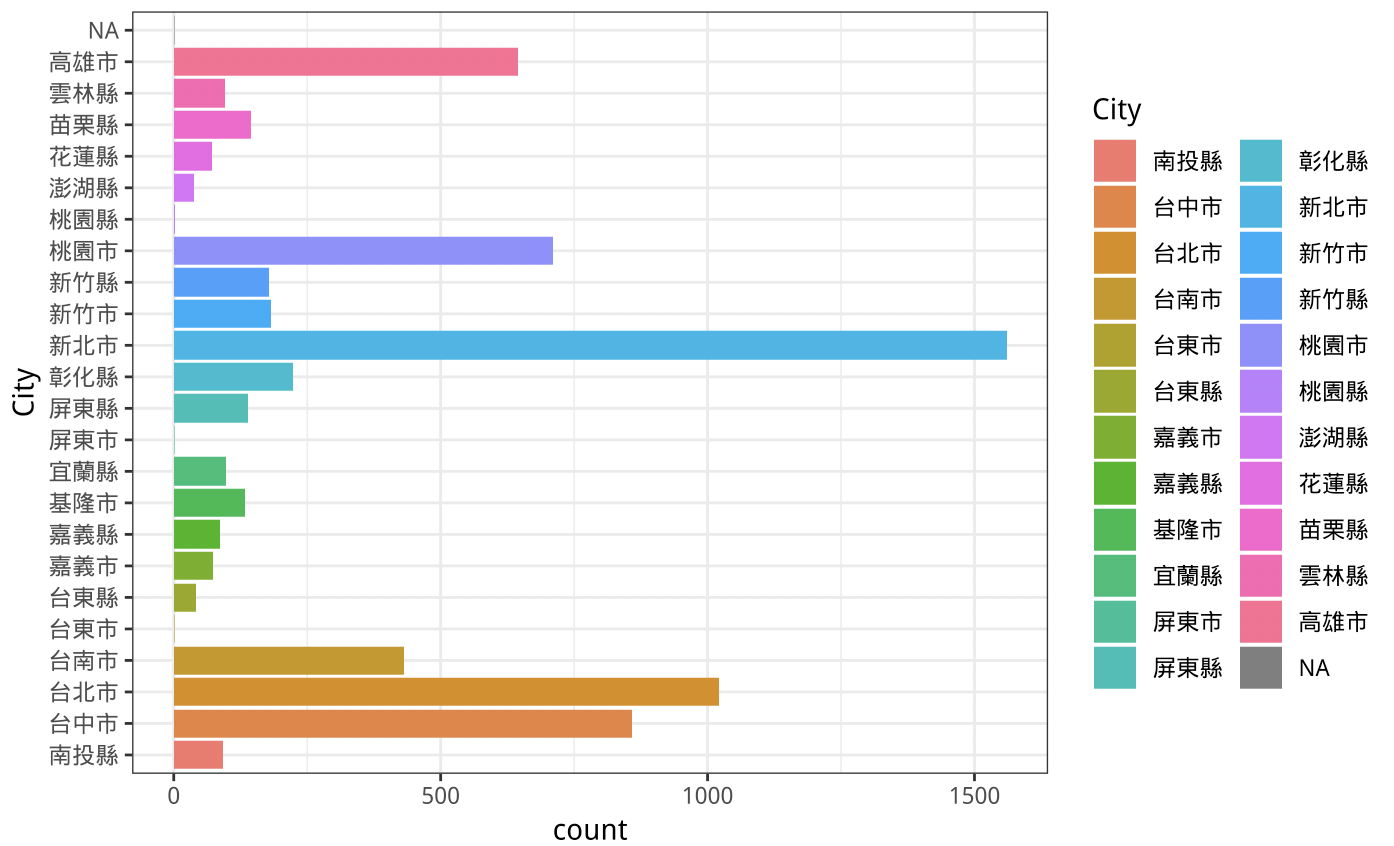 NA
高雄市
雲林縣
苗栗縣
花蓮縣
澎湖縣
桃園縣
桃園市
新竹縣
新竹市
新北市
彰化縣
屏東縣
屏東市
宜蘭縣
基隆市
嘉義縣
嘉義市
台東縣
台東市
台南市
台北市
台中市
南投縣
City
0 500 1000 1500
count
City
南投縣 彰化縣
台中市 新北市
台北市 新竹市
台南市 新竹縣
台東市 桃園市
台東縣 桃園縣
嘉義市 澎湖縣
嘉義縣 花蓮縣
基隆市 苗栗縣
宜蘭縣 雲林縣
屏東市 高雄市
屏東縣 NA